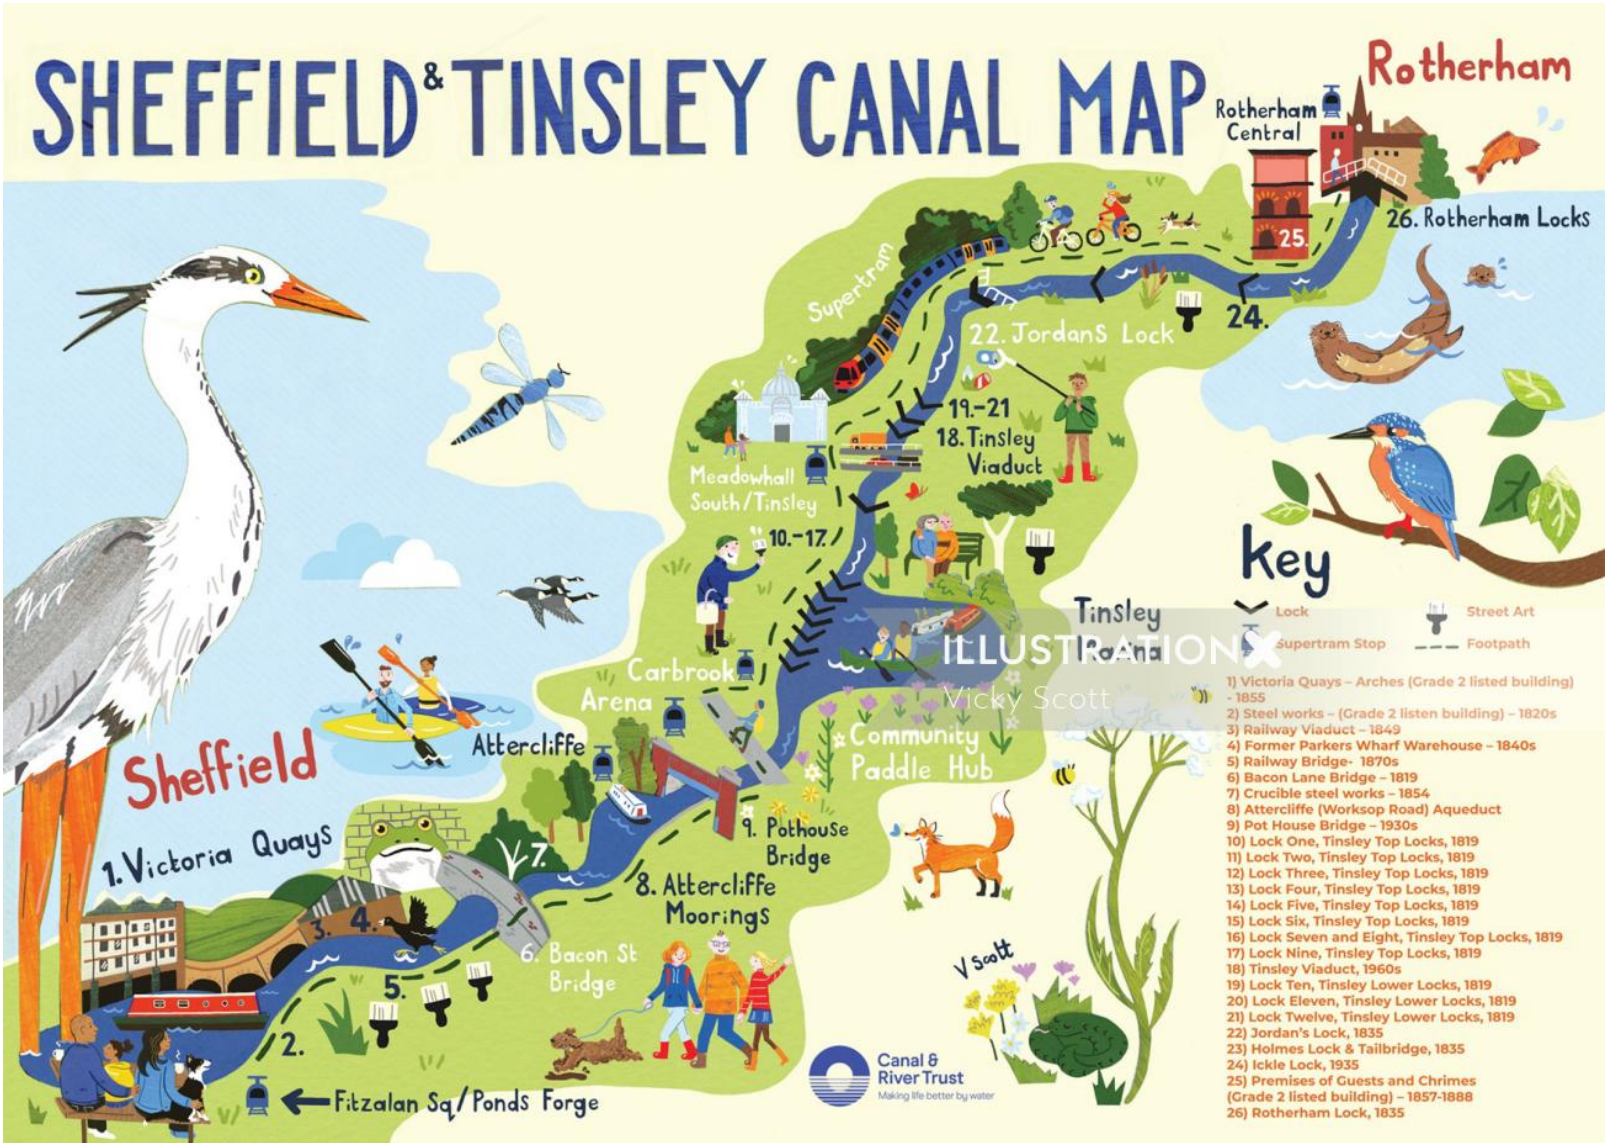 SHEFFIELD & TINSLEY CANAL MAP
Rotherham
Rotherham
Central
26. Rotherham Locks
25.
24.
Supertram
22. Jordans Lock
19.-21
18. Tinsley
Viaduct
Meadowhall
South/Tinsley
10.-17.
Tinsley
Marina
Carbrook
Arena
Attercliffe
Community
Paddle Hub
Sheffield
9. Pothouse
Bridge
1. Victoria Quays
7.
8. Attercliffe
Moorings
3. 4.
6. Bacon St
Bridge
5.
2.
Fitzalan Sq/Ponds Forge
V Scott
Canal &
River Trust
Making life better by water
ILLUSTRATION X
Vicky Scott
key
Lock
Street Art
Supertram Stop
Footpath
1) Victoria Quays – Arches (Grade 2 listed building)
- 1855
2) Steel works – (Grade 2 listen building) – 1820s
3) Railway Viaduct – 1849
4) Former Parkers Wharf Warehouse – 1840s
5) Railway Bridge- 1870s
6) Bacon Lane Bridge – 1819
7) Crucible steel works – 1854
8) Attercliffe (Worksop Road) Aqueduct
9) Pot House Bridge – 1930s
10) Lock One, Tinsley Top Locks, 1819
11) Lock Two, Tinsley Top Locks, 1819
12) Lock Three, Tinsley Top Locks, 1819
13) Lock Four, Tinsley Top Locks, 1819
14) Lock Five, Tinsley Top Locks, 1819
15) Lock Six, Tinsley Top Locks, 1819
16) Lock Seven and Eight, Tinsley Top Locks, 1819
17) Lock Nine, Tinsley Top Locks, 1819
18) Tinsley Viaduct, 1960s
19) Lock Ten, Tinsley Lower Locks, 1819
20) Lock Eleven, Tinsley Lower Locks, 1819
21) Lock Twelve, Tinsley Lower Locks, 1819
22) Jordan's Lock, 1835
23) Holmes Lock & Tailbridge, 1835
24) Ickle Lock, 1935
25) Premises of Guests and Chrimes
(Grade 2 listed building) – 1857-1888
26) Rotherham Lock, 1835